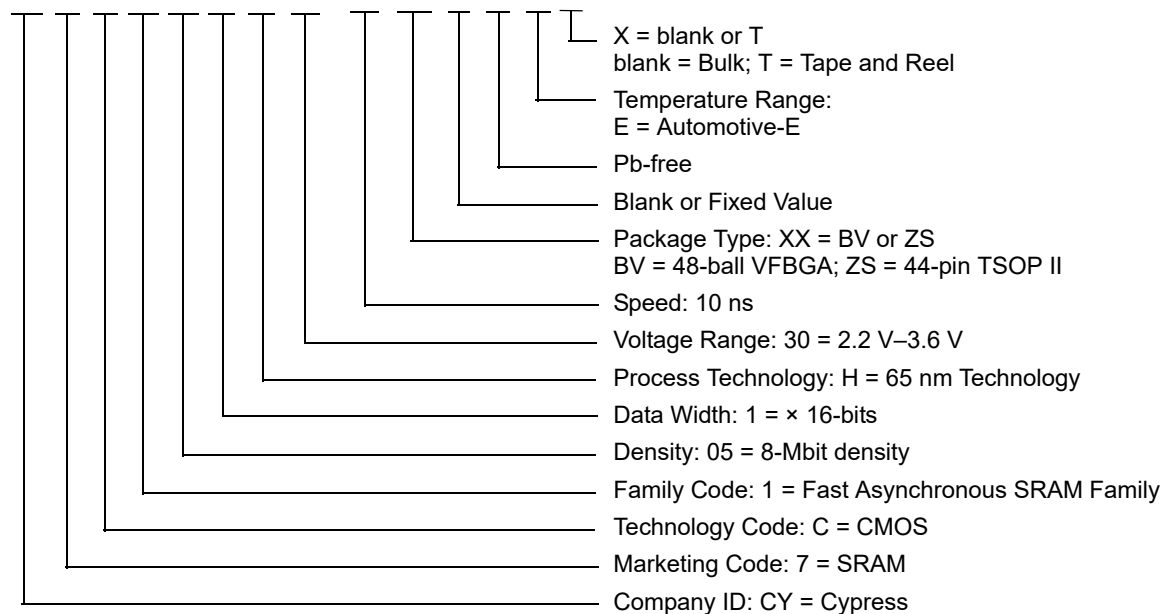 X = blank or T
blank = Bulk; T = Tape and Reel
Temperature Range:
E = Automotive-E
Pb-free
Blank or Fixed Value
Package Type: XX = BV or ZS
BV = 48-ball VFBGA; ZS = 44-pin TSOP II
Speed: 10 ns
Voltage Range: 30 = 2.2 V–3.6 V
Process Technology: H = 65 nm Technology
Data Width: 1 = × 16-bits
Density: 05 = 8-Mbit density
Family Code: 1 = Fast Asynchronous SRAM Family
Technology Code: C = CMOS
Marketing Code: 7 = SRAM
Company ID: CY = Cypress